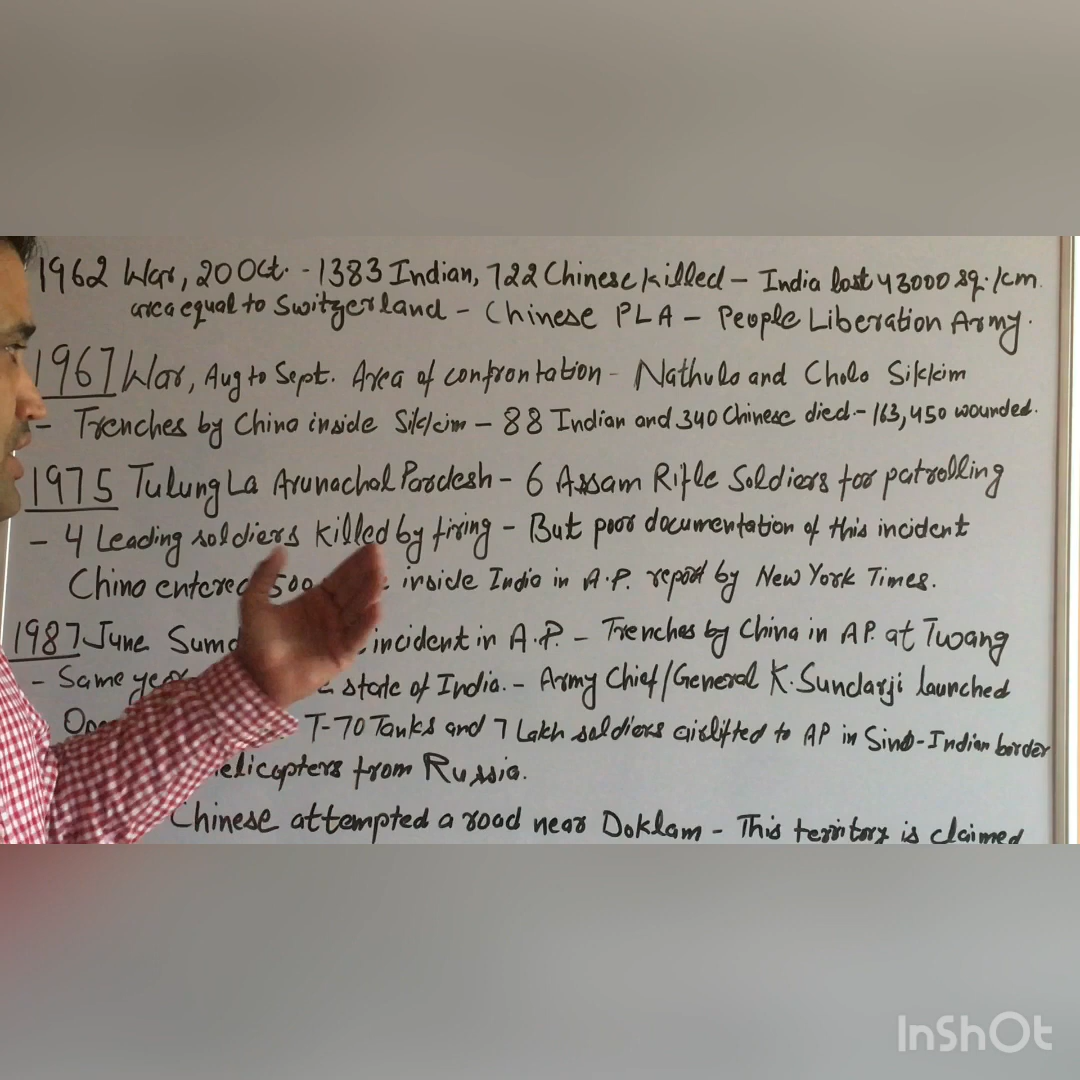 1962 War, 20 Oct. - 1383 Indian, 722 Chinese killed - India lost 43000 sq. km.
area equal to Switzerland - Chinese PLA - People Liberation Army.
1967 War, Aug to Sept. Area of confrontation - Nathula and Chola Sikkim
- Trenches by China inside Sikkim - 88 Indian and 340 Chinese died - 163, 450 wounded.
1975 Tulung La Arunachal Pardesh - 6 Assam Rifle Soldiers for patrolling
- 4 Leading soldiers killed by firing - But poor documentation of this incident
China entered 500 inside India in A.P. report by New York Times.
1987 June incident in A.P. - Trenches by China in AP. at Twang
- Same state of India. - Army Chief/General K. Sundarji launched
T-70 Tanks and 7 Lakh soldiers airlifted to AP in Sino-Indian border
from Russia.
Chinese attempted a road near Doklam - This territory is claimed
InShOt